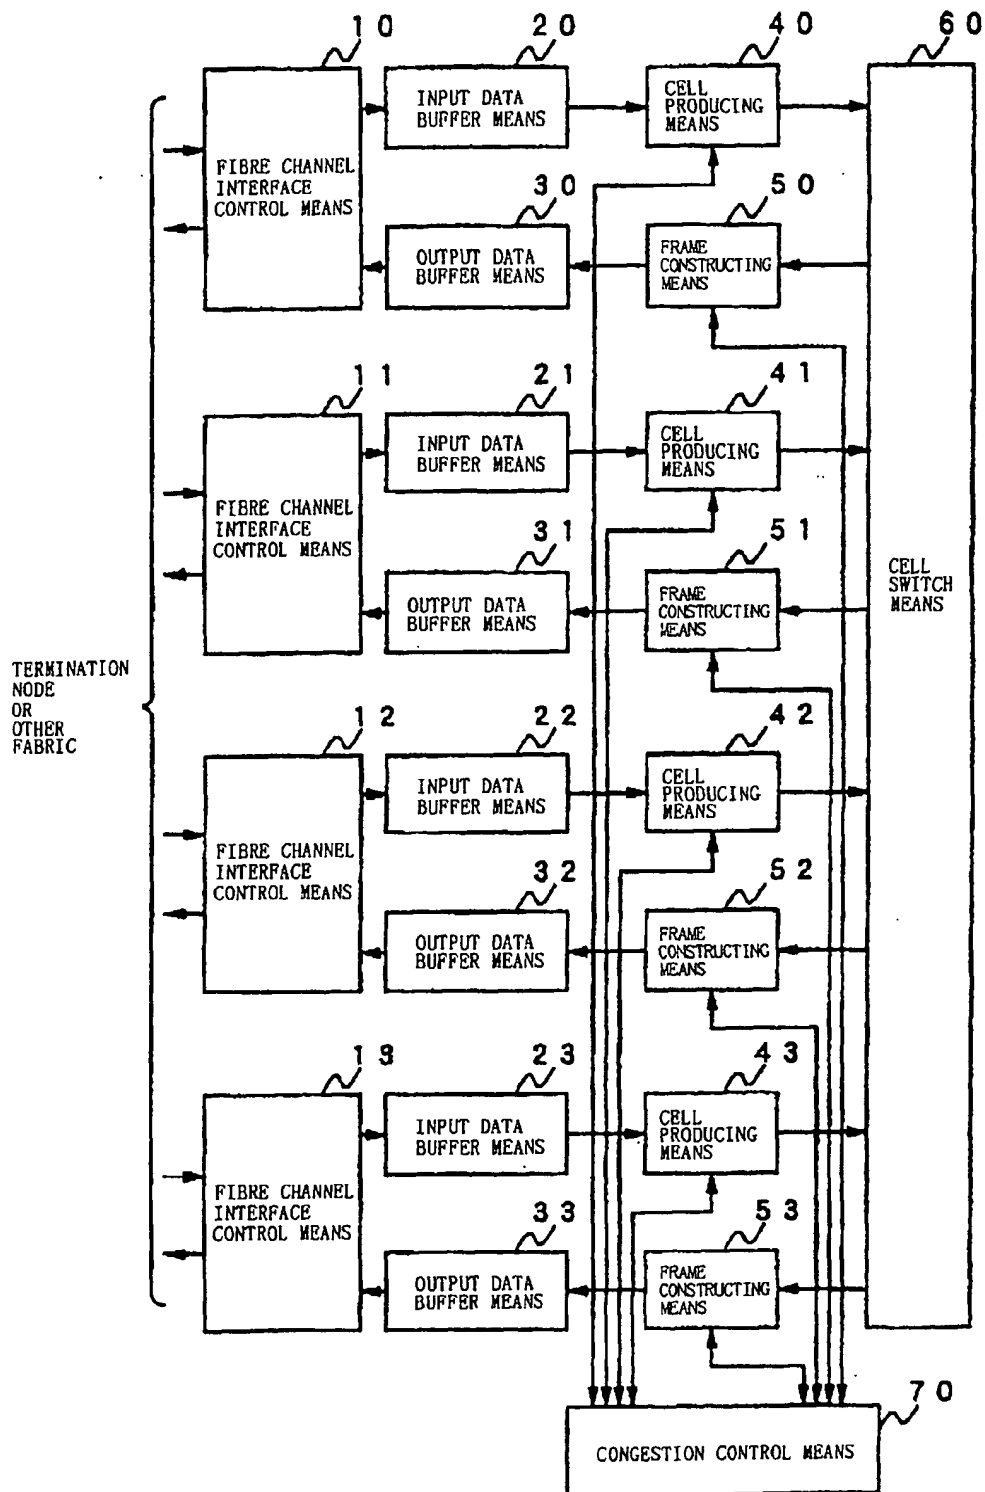 10 20 40 60
INPUT DATA
BUFFER MEANS
CELL
PRODUCING
MEANS
FIBRE CHANNEL
INTERFACE
CONTROL MEANS
30 50
OUTPUT DATA
BUFFER MEANS
FRAME
CONSTRUCTING
MEANS
11 21 41
INPUT DATA
BUFFER MEANS
CELL
PRODUCING
MEANS
FIBRE CHANNEL
INTERFACE
CONTROL MEANS
31 51
OUTPUT DATA
BUFFER MEANS
FRAME
CONSTRUCTING
MEANS
CELL
SWITCH
MEANS
TERMINATION
NODE
OR
OTHER
FABRIC
12 22 42
INPUT DATA
BUFFER MEANS
CELL
PRODUCING
MEANS
FIBRE CHANNEL
INTERFACE
CONTROL MEANS
32 52
OUTPUT DATA
BUFFER MEANS
FRAME
CONSTRUCTING
MEANS
13 23 43
INPUT DATA
BUFFER MEANS
CELL
PRODUCING
MEANS
FIBRE CHANNEL
INTERFACE
CONTROL MEANS
33 53
OUTPUT DATA
BUFFER MEANS
FRAME
CONSTRUCTING
MEANS
70
CONGESTION CONTROL MEANS